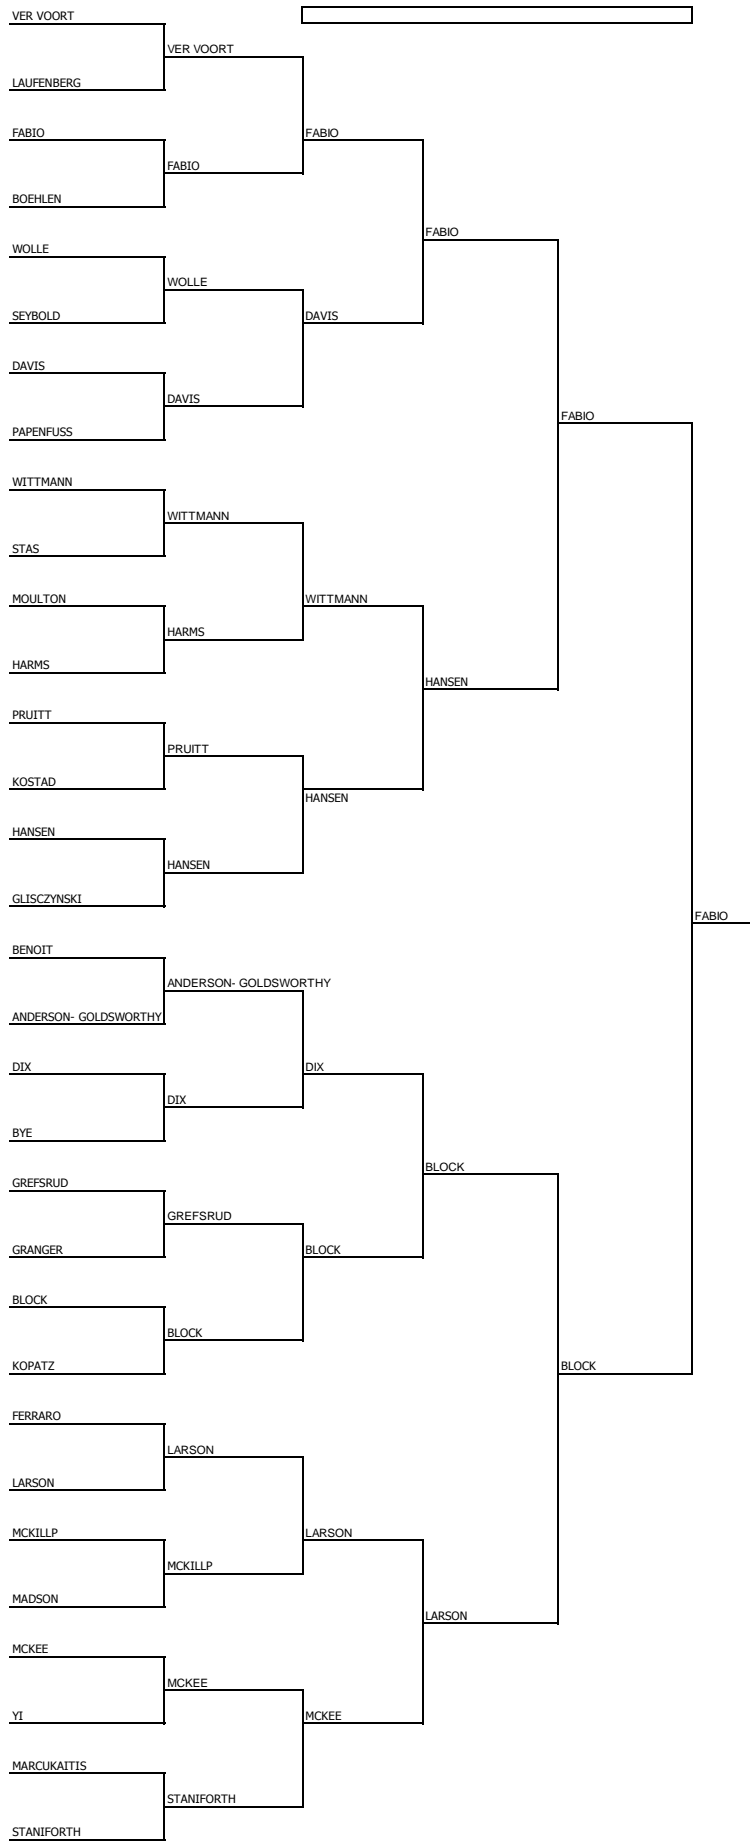 VER VOORT
VER VOORT
LAUFENBERG
FABIO
FABIO
FABIO
BOEHLEN
FABIO
WOLLE
WOLLE
SEYBOLD
DAVIS
DAVIS
DAVIS
FABIO
PAPENFUSS
WITTMANN
WITTMANN
STAS
MOULTON
WITTMANN
HARMS
HARMS
HANSEN
PRUITT
PRUITT
KOSTAD
HANSEN
HANSEN
HANSEN
GLISCZYNSKI
FABIO
BENOIT
ANDERSON- GOLDSWORTHY
ANDERSON- GOLDSWORTHY
DIX
DIX
DIX
BYE
BLOCK
GREFSRUD
GREFSRUD
GRANGER
BLOCK
BLOCK
BLOCK
KOPATZ
BLOCK
FERRARO
LARSON
LARSON
MCKILLP
LARSON
MCKILLP
MADSON
LARSON
MCKEE
MCKEE
YI
MCKEE
MARCUKAITIS
STANIFORTH
STANIFORTH